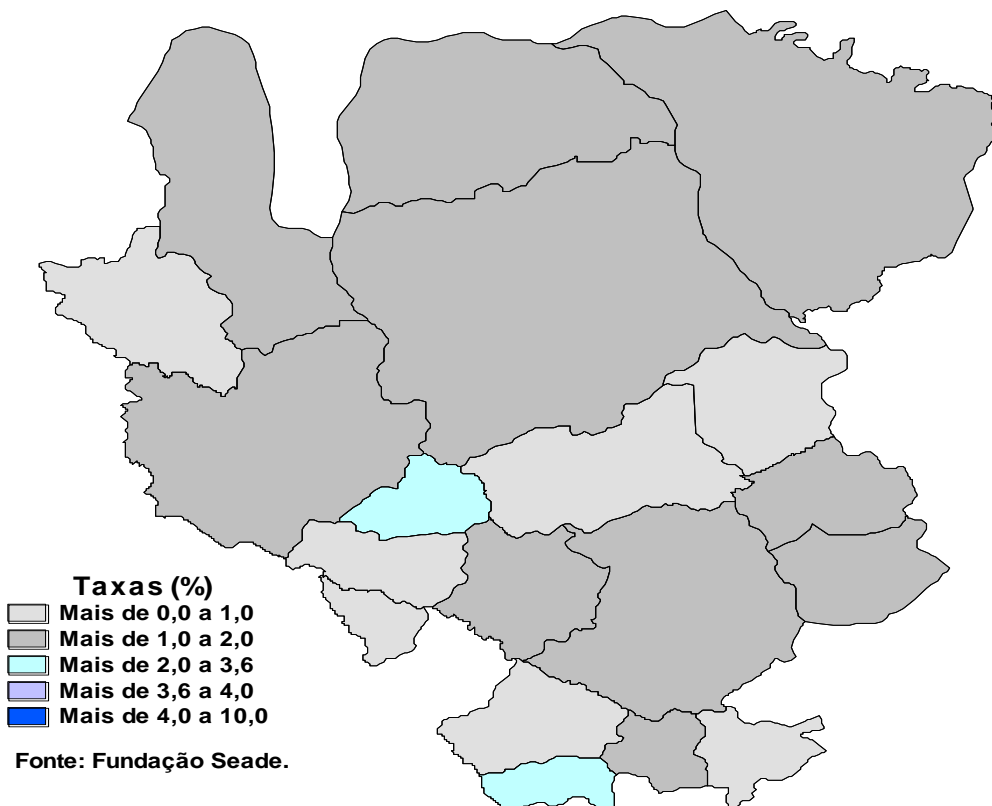 Taxas (%)
Mais de 0,0 a 1,0
Mais de 1,0 a 2,0
Mais de 2,0 a 3,6
Mais de 3,6 a 4,0
Mais de 4,0 a 10,0
Fonte: Fundação Seade.